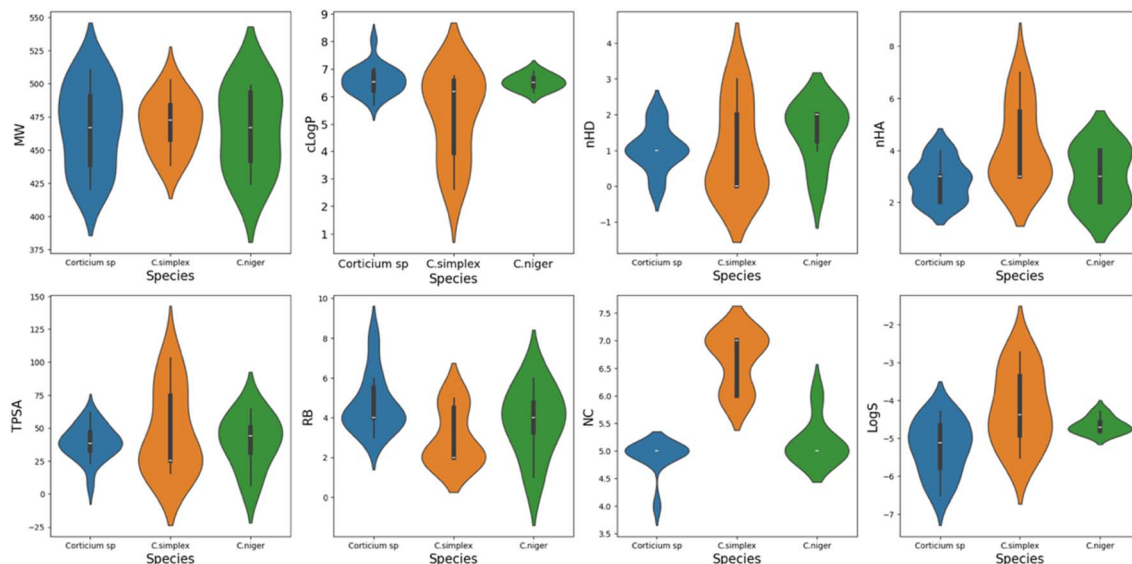 550
525
500
475
450
425
400
375
MW
Corticium sp C.simplex C.niger
Species
9
8
7
6
5
4
3
2
1
cLogP
Corticium sp C.simplex C.niger
Species
4
3
2
1
0
−1
nHD
Corticium sp C.simplex C.niger
Species
8
6
4
2
nHA
Corticium sp C.simplex C.niger
Species
150
125
100
75
50
25
0
−25
TPSA
Corticium sp C.simplex C.niger
Species
10
8
6
4
2
0
RB
Corticium sp C.simplex C.niger
Species
7.5
7.0
6.5
6.0
5.5
5.0
4.5
4.0
3.5
NC
Corticium sp C.simplex C.niger
Species
−2
−3
−4
−5
−6
−7
LogS
Corticium sp C.simplex C.niger
Species